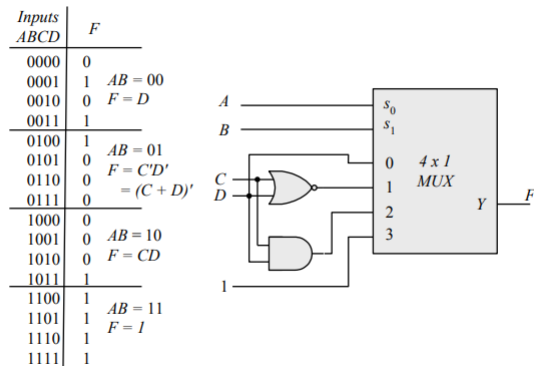 Inputs
ABCD F
0000 0
0001 1 AB = 00
0010 0 F = D
0011 1
0100 1
0101 0 AB = 01
0110 0 F = C'D'
0111 0 = (C + D)'
1000 0
1001 0 AB = 10
1010 0 F = CD
1011 1
1100 1
1101 1 AB = 11
1110 1 F = 1
1111 1
A
B
C
D
1
s0
s1
0 4 x 1
1 MUX
2
3
Y
F